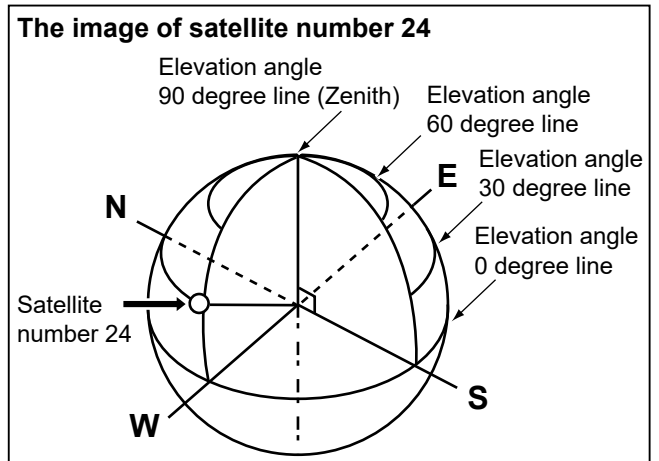 The image of satellite number 24
Elevation angle
90 degree line (Zenith)
Elevation angle
60 degree line
Elevation angle
30 degree line
E
N
Elevation angle
0 degree line
Satellite
number 24
S
W